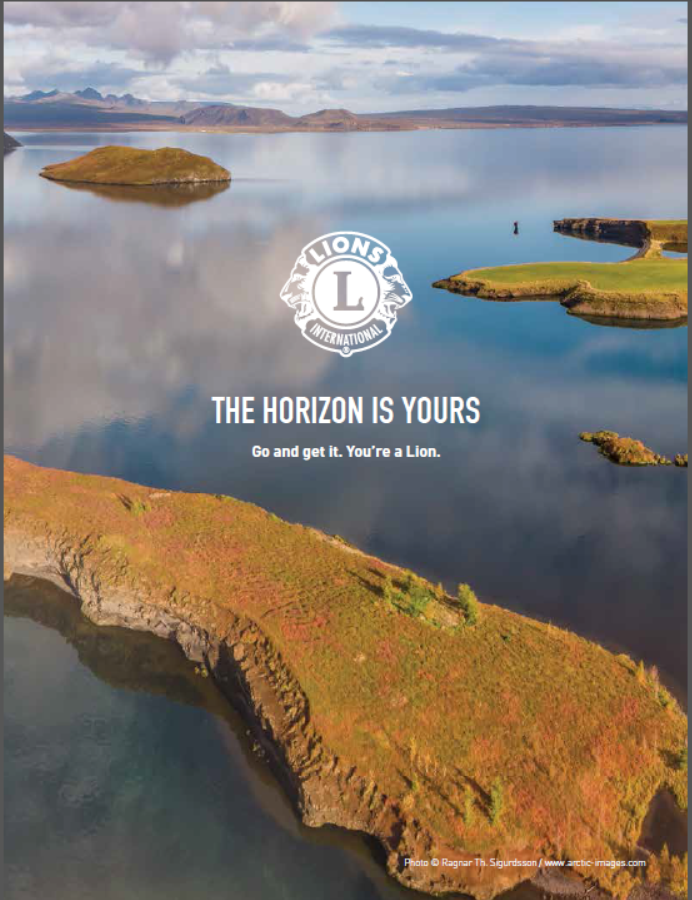 LIONS
L
INTERNATIONAL
®
THE HORIZON IS YOURS
Go and get it. You're a Lion.
Photo © Ragnar Th. Sigurdsson / www.arctic-images.com